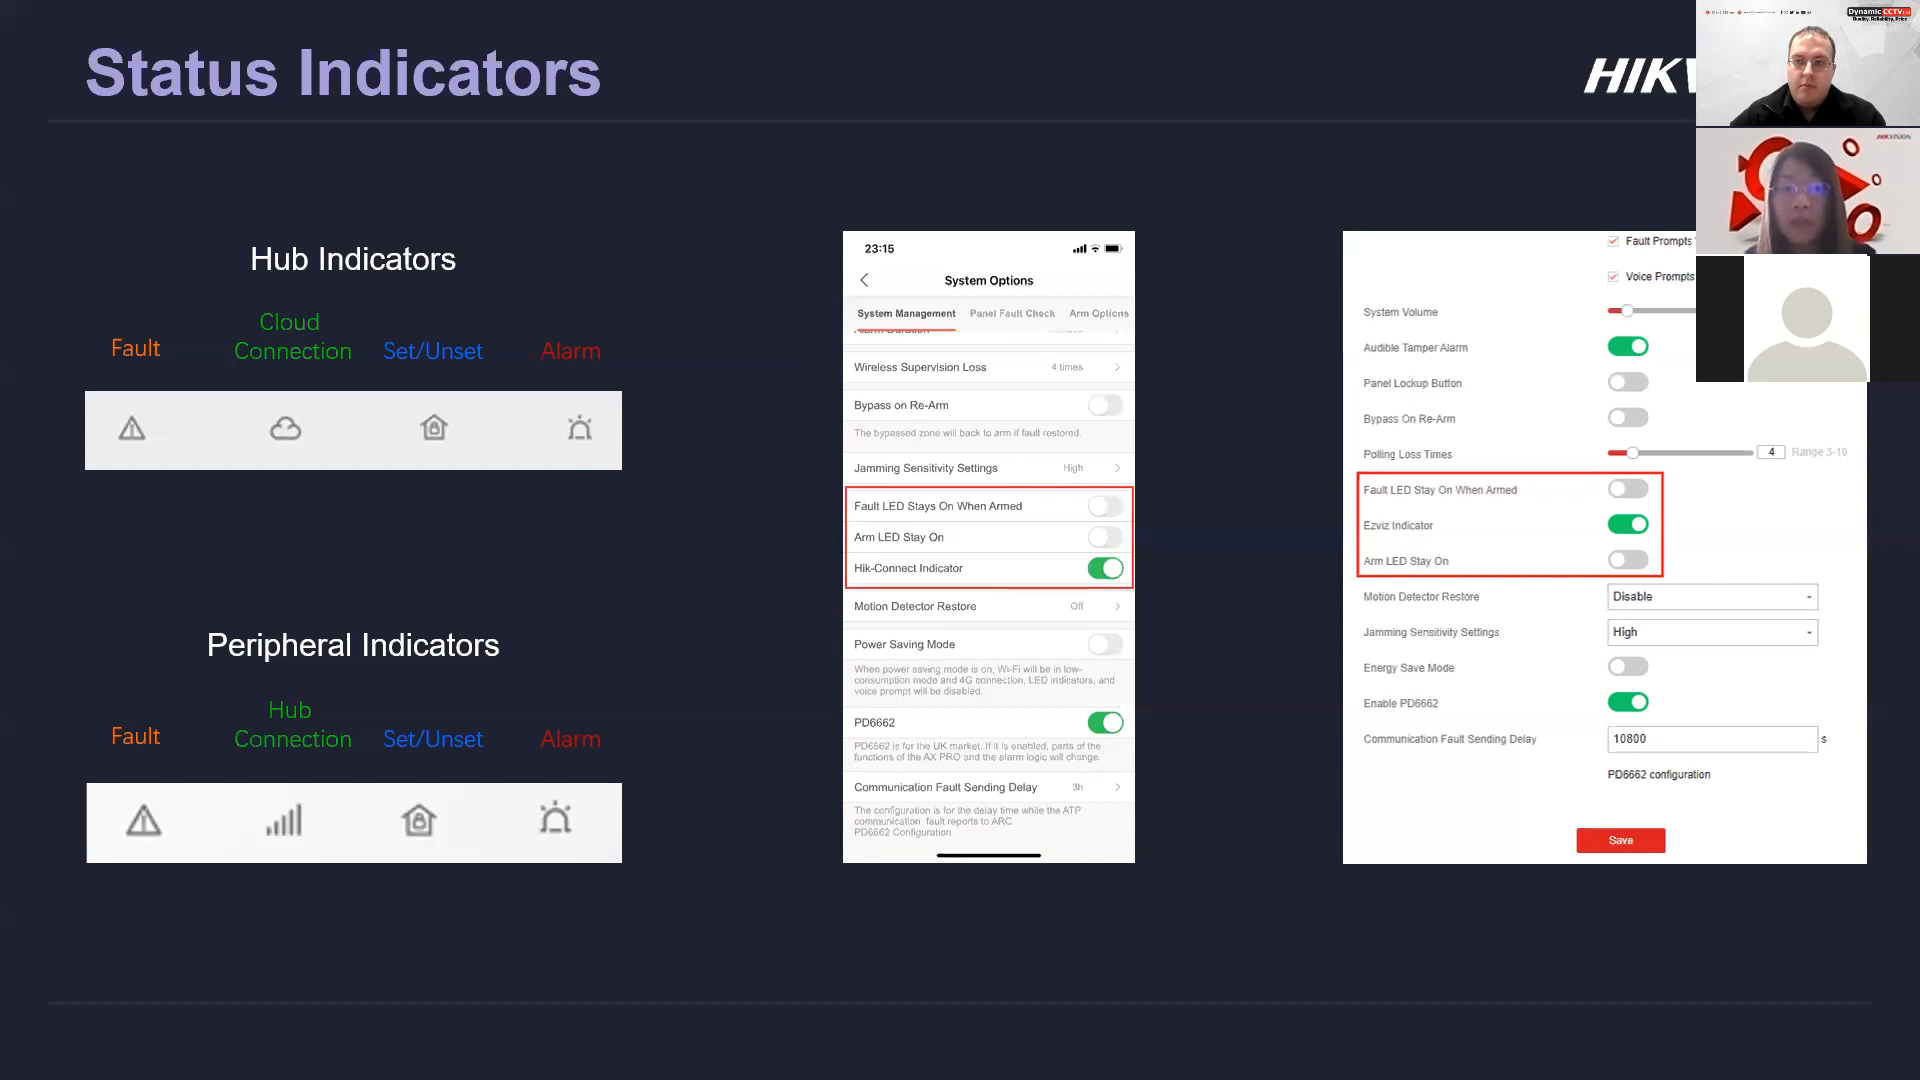 Status Indicators
HIKV
Dynamic CCTV
Quality, Reliability, Price
HIKVISION
Hub Indicators
Fault
Cloud
Connection
Set/Unset
Alarm
Peripheral Indicators
Fault
Hub
Connection
Set/Unset
Alarm
23:15
System Options
System Management
Panel Fault Check
Arm Options
Wireless Supervision Loss
4 times
Bypass on Re-Arm
The bypassed zone will back to arm if fault restored.
Jamming Sensitivity Settings
High
Fault LED Stays On When Armed
Arm LED Stay On
Hik-Connect Indicator
Motion Detector Restore
Off
Power Saving Mode
When power saving mode is on, Wi-Fi will be in low-
consumption mode and 4G connection, LED indicators, and
voice prompt will be disabled.
PD6662
PD6662 is for the UK market. If it is enabled, parts of the
functions of the AX PRO and the alarm logic will change.
Communication Fault Sending Delay
3h
The configuration is for the delay time while the ATP
communication fault reports to ARC
PD6662 Configuration
Fault Prompts
Voice Prompts
System Volume
Audible Tamper Alarm
Panel Lockup Button
Bypass On Re-Arm
Polling Loss Times
4
Range 3-10
Fault LED Stay On When Armed
Ezviz Indicator
Arm LED Stay On
Motion Detector Restore
Disable
Jamming Sensitivity Settings
High
Energy Save Mode
Enable PD6662
Communication Fault Sending Delay
10800
s
PD6662 configuration
Save